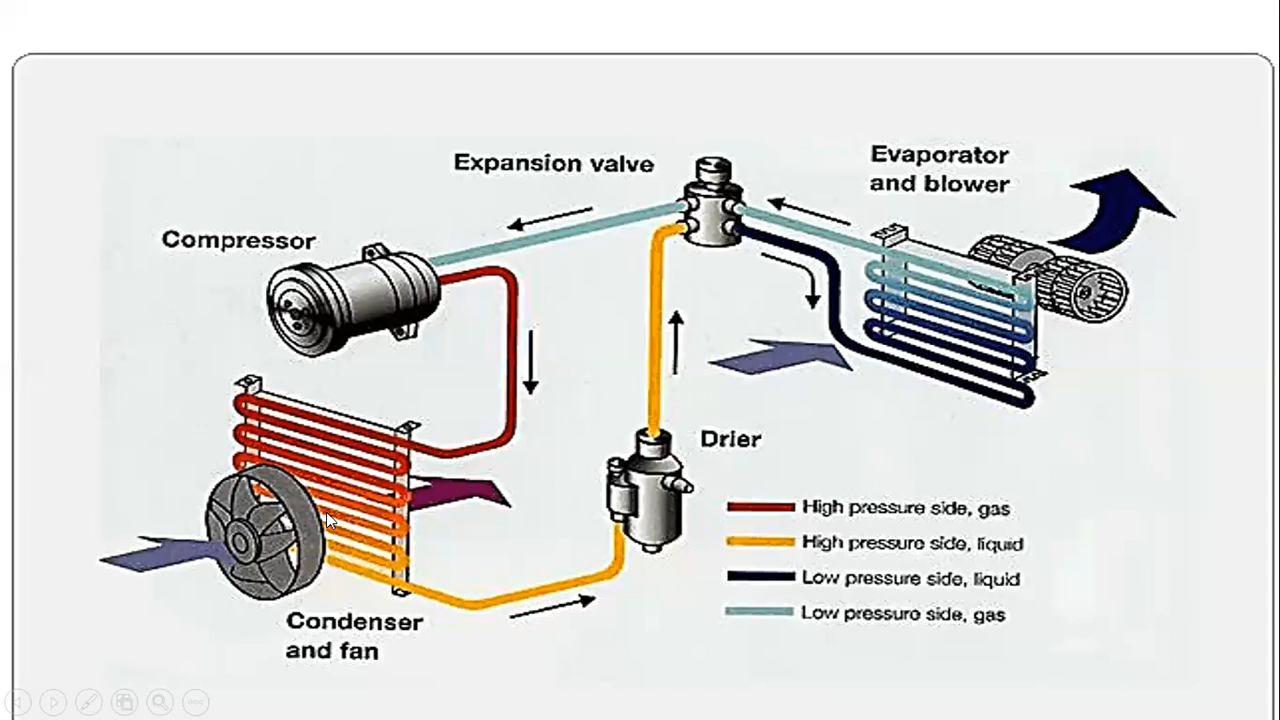 Expansion valve
Evaporator
and blower
Compressor
Drier
High pressure side, gas
High pressure side, liquid
Low pressure side, liquid
Low pressure side, gas
Condenser
and fan